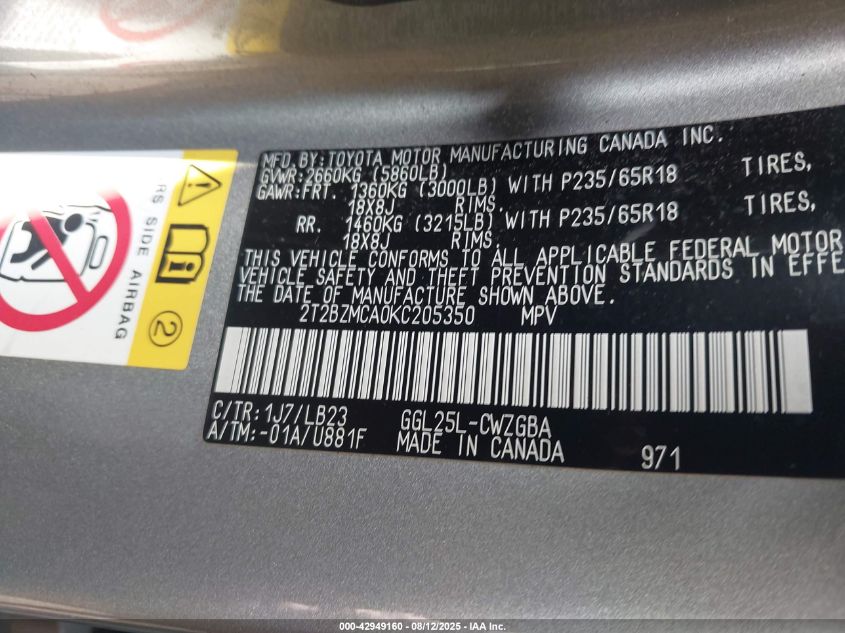 MFD.BY:TOYOTA MOTOR MANUFACTURING CANADA INC.
GVWR:2660KG (5860LB)
GAWR:FRT. 1360KG (3000LB) WITH P235/65R18 TIRES,
18X8J RIMS.
RR. 1460KG (3215LB) WITH P235/65R18 TIRES,
18X8J RIMS.
THIS VEHICLE CONFORMS TO ALL APPLICABLE FEDERAL MOTOR
VEHICLE SAFETY AND THEFT PREVENTION STANDARDS IN EFFE
THE DATE OF MANUFACTURE SHOWN ABOVE.
2T2BZMCA0KC205350 MPV
C/TR:1J7/LB23 GGL25L-CWZGBA
A/TM:-01A/U881F MADE IN CANADA 971
RS SIDE AIRBAG
2
000-42949160 - 08/12/2025 - IAA Inc.